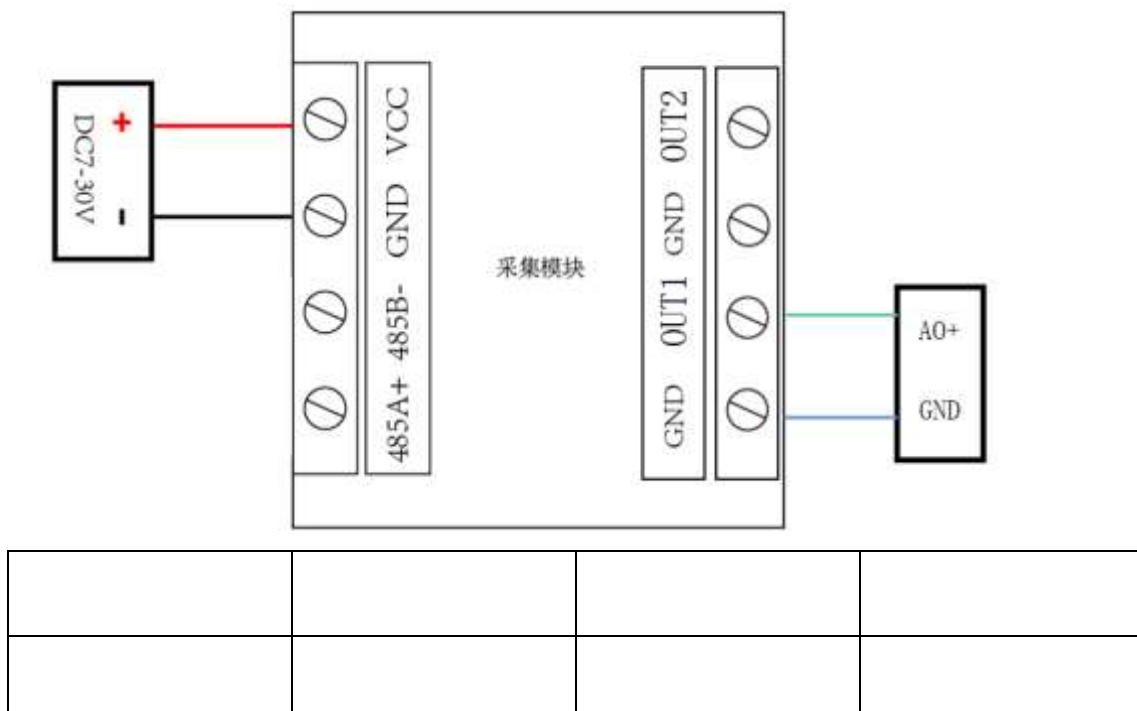 +
-
DC7-30V
VCC
GND
485B-
485A+
采集模块
OUT2
GND
OUT1
GND
AO+
GND